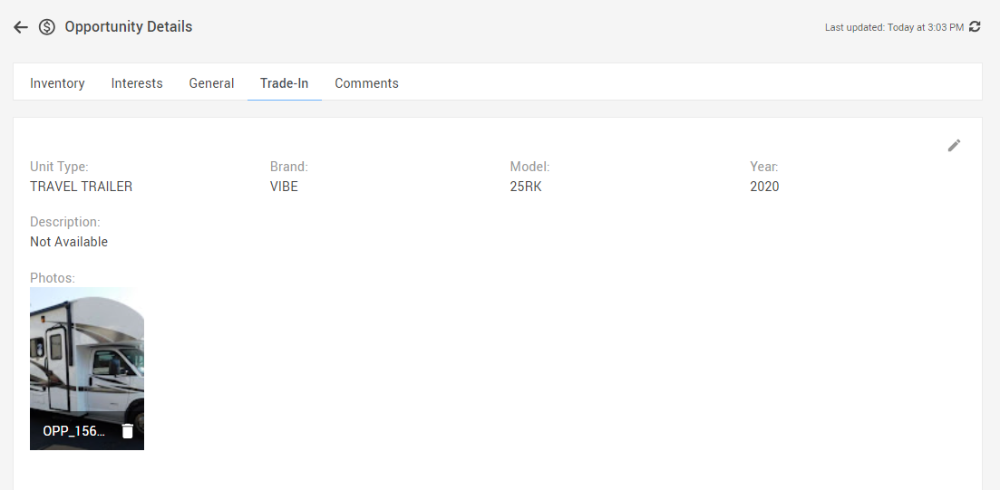 Opportunity Details
Last updated: Today at 3:03 PM
Inventory Interests General Trade-In Comments
Unit Type: Brand: Model: Year:
TRAVEL TRAILER VIBE 25RK 2020
Description:
Not Available
Photos:
OPP_156...